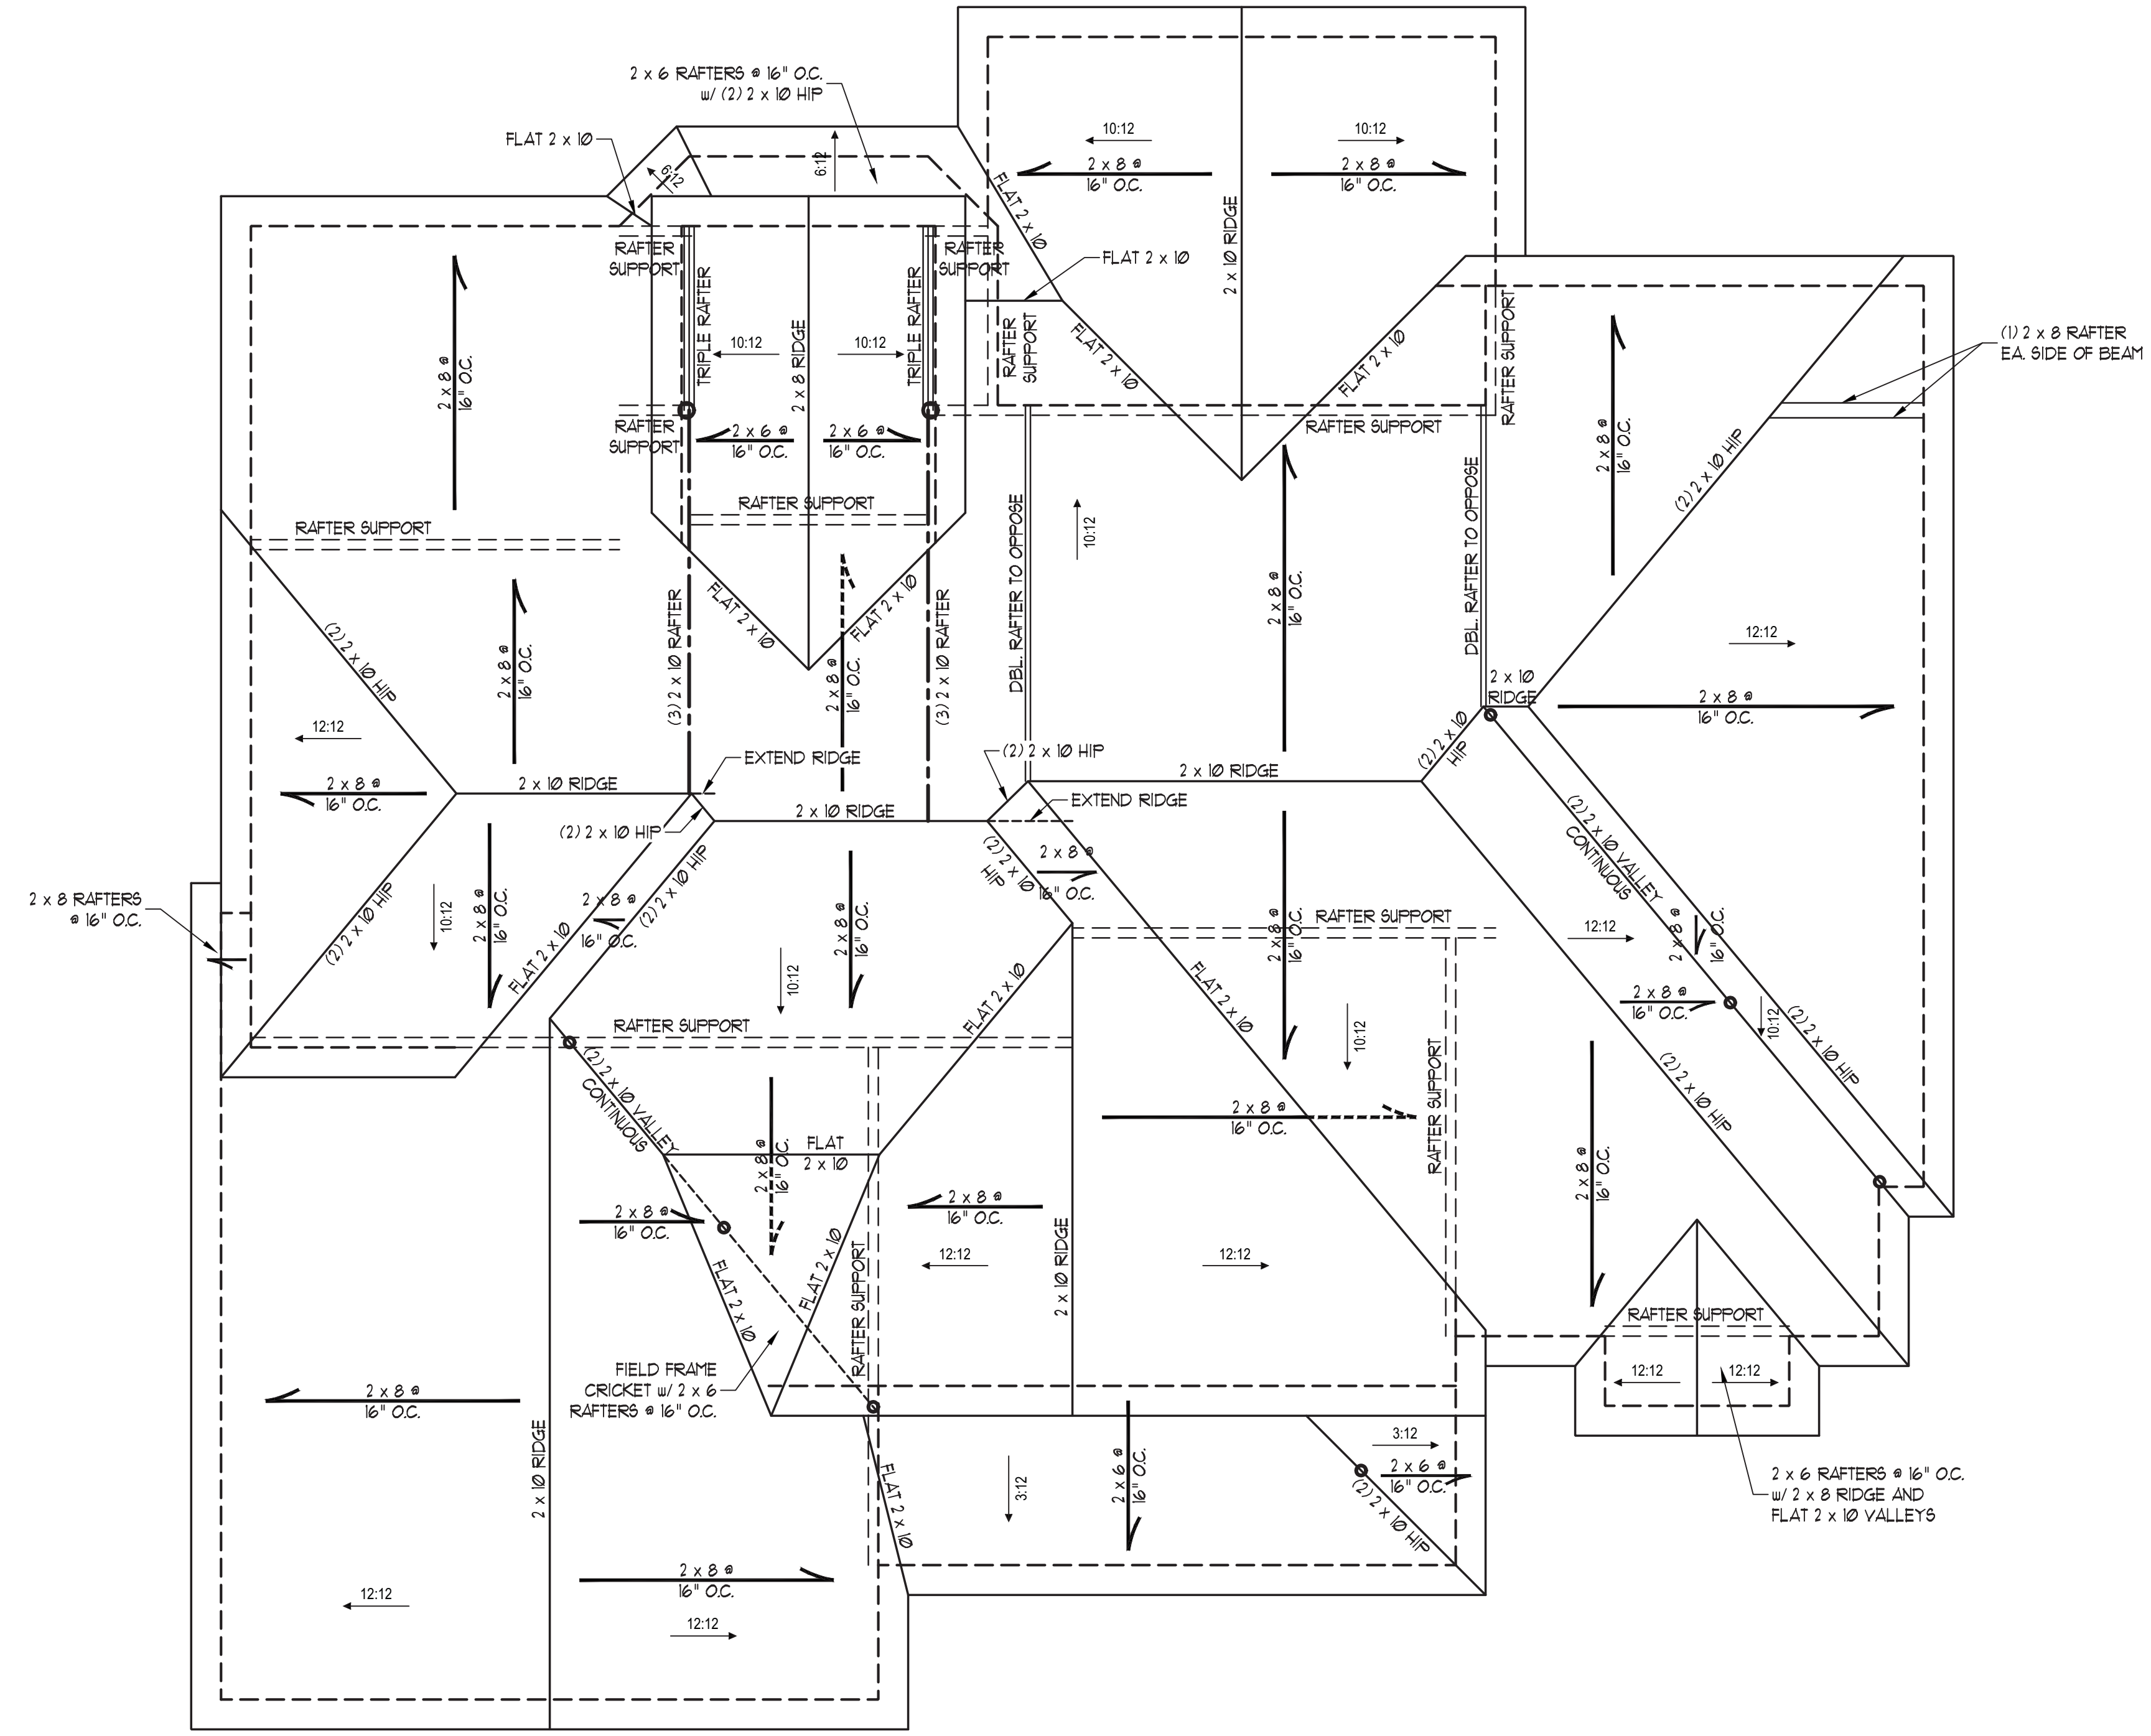 2 x 6 RAFTERS @ 16" O.C.
w/ (2) 2 x 10 HIP
FLAT 2 x 10
6:12
6:12
10:12
10:12
2 x 8 @
16" O.C.
2 x 8 @
16" O.C.
FLAT 2 x 10
2 x 10 RIDGE
FLAT 2 x 10
RAFTER
SUPPORT
RAFTER
SUPPORT
TRIPLE RAFTER
TRIPLE RAFTER
10:12
10:12
2 x 8 RIDGE
RAFTER
SUPPORT
FLAT 2 x 10
FLAT 2 x 10
RAFTER SUPPORT
(1) 2 x 8 RAFTER
EA. SIDE OF BEAM
2 x 8 @
16" O.C.
RAFTER
SUPPORT
2 x 6 @
16" O.C.
2 x 6 @
16" O.C.
RAFTER SUPPORT
2 x 8 @
16" O.C.
(2) 2 x 10 HIP
RAFTER SUPPORT
RAFTER SUPPORT
10:12
DBL. RAFTER TO OPPOSE
DBL. RAFTER TO OPPOSE
2 x 8 @
16" O.C.
FLAT 2 x 10
FLAT 2 x 10
(3) 2 x 10 RAFTER
(3) 2 x 10 RAFTER
2 x 8 @
16" O.C.
2 x 8 @
16" O.C.
(2) 2 x 10 HIP
12:12
12:12
2 x 10
RIDGE
2 x 8 @
16" O.C.
(2) 2 x 10
HIP
EXTEND RIDGE
(2) 2 x 10 HIP
2 x 10 RIDGE
2 x 10 RIDGE
2 x 8 @
16" O.C.
2 x 10 RIDGE
EXTEND RIDGE
(2) 2 x 10 HIP
(2) 2 x 10
HIP
2 x 8 @
16" O.C.
(2) 2 x 10 VALLEY
CONTINUOUS
2 x 8 RAFTERS
@ 16" O.C.
(2) 2 x 10 HIP
10:12
2 x 8 @
16" O.C.
FLAT 2 x 10
2 x 8 @
16" O.C.
(2) 2 x 10 HIP
2 x 8 @
16" O.C.
10:12
FLAT 2 x 10
RAFTER SUPPORT
2 x 8 @
16" O.C.
FLAT 2 x 10
12:12
2 x 8 @
16" O.C.
2 x 8 @
16" O.C.
10:12
(2) 2 x 10 HIP
RAFTER SUPPORT
10:12
(2) 2 x 10 VALLEY
CONTINUOUS
2 x 8 @
16" O.C.
FLAT
2 x 10
2 x 8 @
16" O.C.
RAFTER SUPPORT
(2) 2 x 10 HIP
2 x 8 @
16" O.C.
2 x 8 @
16" O.C.
2 x 8 @
16" O.C.
FLAT 2 x 10
FLAT 2 x 10
RAFTER SUPPORT
12:12
2 x 10 RIDGE
12:12
RAFTER SUPPORT
FIELD FRAME
CRICKET w/ 2 x 6
RAFTERS @ 16" O.C.
12:12
12:12
2 x 8 @
16" O.C.
2 x 10 RIDGE
FLAT 2 x 10
3:12
2 x 6 @
16" O.C.
3:12
2 x 6 @
16" O.C.
(2) 2 x 10 HIP
2 x 6 RAFTERS @ 16" O.C.
w/ 2 x 8 RIDGE AND
FLAT 2 x 10 VALLEYS
2 x 8 @
16" O.C.
12:12
12:12